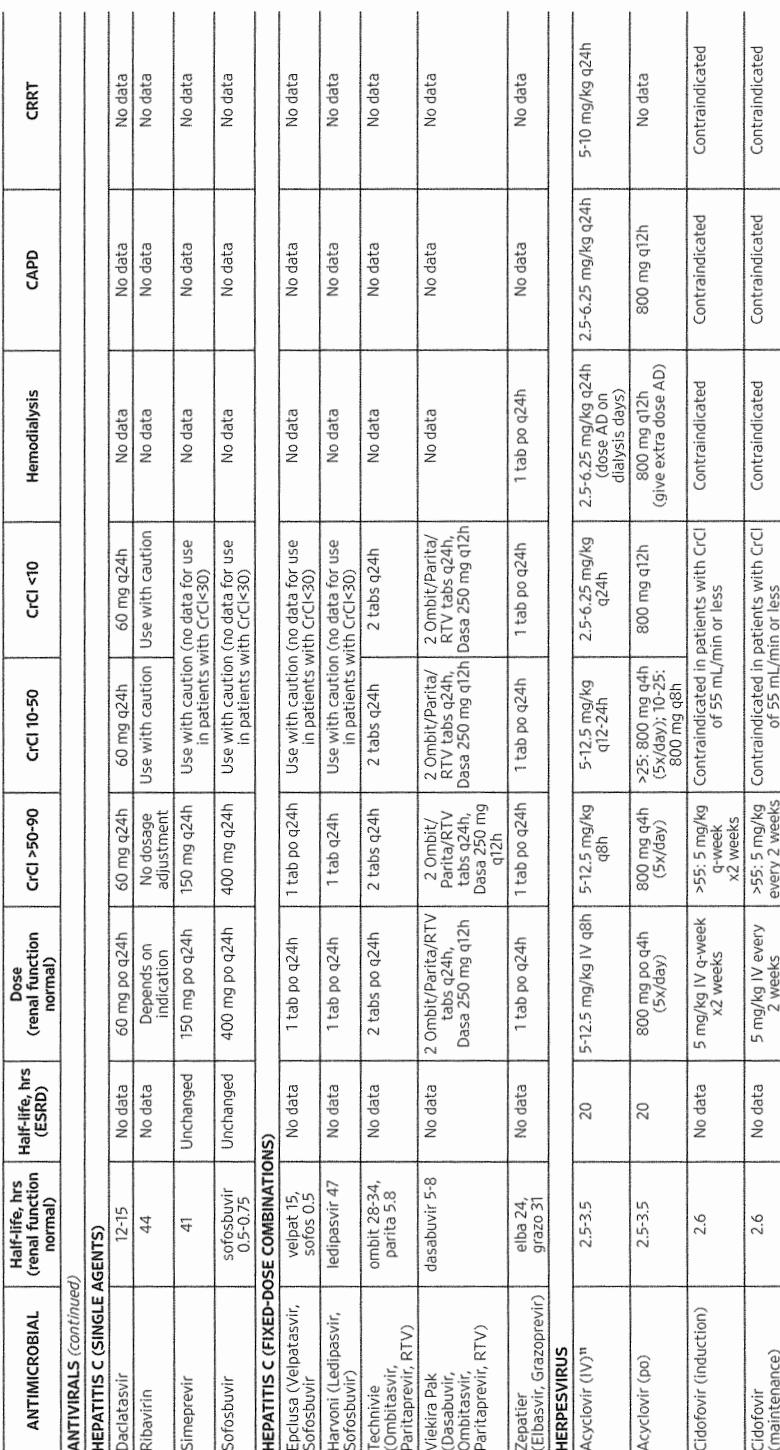 ANTIMICROBIAL
Half-life, hrs
(renal function
normal)
Half-life, hrs
(ESRD)
Dose
(renal function
normal)
CrCl >50-90
CrCl 10-50
CrCl <10
Hemodialysis
CAPD
CRRT
ANTIVIRALS (continued)
HEPATITIS C (SINGLE AGENTS)
Daclatasvir
12-15
No data
60 mg po q24h
60 mg q24h
60 mg q24h
60 mg q24h
No data
No data
No data
Ribavirin
44
No data
Depends on
indication
No dosage
adjustment
Use with caution
Use with caution
No data
No data
No data
Simeprevir
41
Unchanged
150 mg po q24h
150 mg q24h
Use with caution (no data for use
in patients with CrCl<30)
No data
No data
No data
Sofosbuvir
sofosbuvir
0.5-0.75
Unchanged
400 mg po q24h
400 mg q24h
Use with caution (no data for use
in patients with CrCl<30)
No data
No data
No data
HEPATITIS C (FIXED-DOSE COMBINATIONS)
Epclusa (Velpatasvir,
Sofosbuvir
velpat 15,
sofos 0.5
No data
1 tab po q24h
1 tab po q24h
Use with caution (no data for use
in patients with CrCl<30)
No data
No data
No data
Harvoni (Ledipasvir,
Sofosbuvir)
ledipasvir 47
No data
1 tab po q24h
1 tab q24h
Use with caution (no data for use
in patients with CrCl<30)
No data
No data
No data
Technivie
(Ombitasvir,
Paritaprevir, RTV)
ombit 28-34,
parita 5.8
No data
2 tabs po q24h
2 tabs q24h
2 tabs q24h
2 tabs q24h
No data
No data
No data
Viekira Pak
(Dasabuvir,
Ombitasvir,
Paritaprevir, RTV)
dasabuvir 5-8
No data
2 Ombit/Parita/RTV
tabs q24h,
Dasa 250 mg q12h
2 Ombit/
Parita/RTV
tabs q24h,
Dasa 250 mg
q12h
2 Ombit/Parita/
RTV tabs q24h,
Dasa 250 mg q12h
2 Ombit/Parita/
RTV tabs q24h,
Dasa 250 mg q12h
No data
No data
No data
Zepatier
(Elbasvir, Grazoprevir)
elba 24,
grazo 31
No data
1 tab po q24h
1 tab po q24h
1 tab po q24h
1 tab po q24h
1 tab po q24h
No data
No data
HERPESVIRUS
Acyclovir (IV)¹¹
2.5-3.5
20
5-12.5 mg/kg IV q8h
5-12.5 mg/kg
q8h
5-12.5 mg/kg
q12-24h
2.5-6.25 mg/kg
q24h
2.5-6.25 mg/kg q24h
(dose AD on
dialysis days)
2.5-6.25 mg/kg q24h
5-10 mg/kg q24h
Acyclovir (po)
2.5-3.5
20
800 mg po q4h
(5x/day)
800 mg q4h
(5x/day)
>25: 800 mg q4h
(5x/day); 10-25:
800 mg q8h
800 mg q12h
800 mg q12h
(give extra dose AD)
800 mg q12h
No data
Cidofovir (induction)
2.6
No data
5 mg/kg IV q-week
x2 weeks
>55: 5 mg/kg
q-week
x2 weeks
Contraindicated in patients with CrCl
of 55 mL/min or less
Contraindicated
Contraindicated
Contraindicated
Cidofovir
(maintenance)
2.6
No data
5 mg/kg IV every
2 weeks
>55: 5 mg/kg
every 2 weeks
Contraindicated in patients with CrCl
of 55 mL/min or less
Contraindicated
Contraindicated
Contraindicated